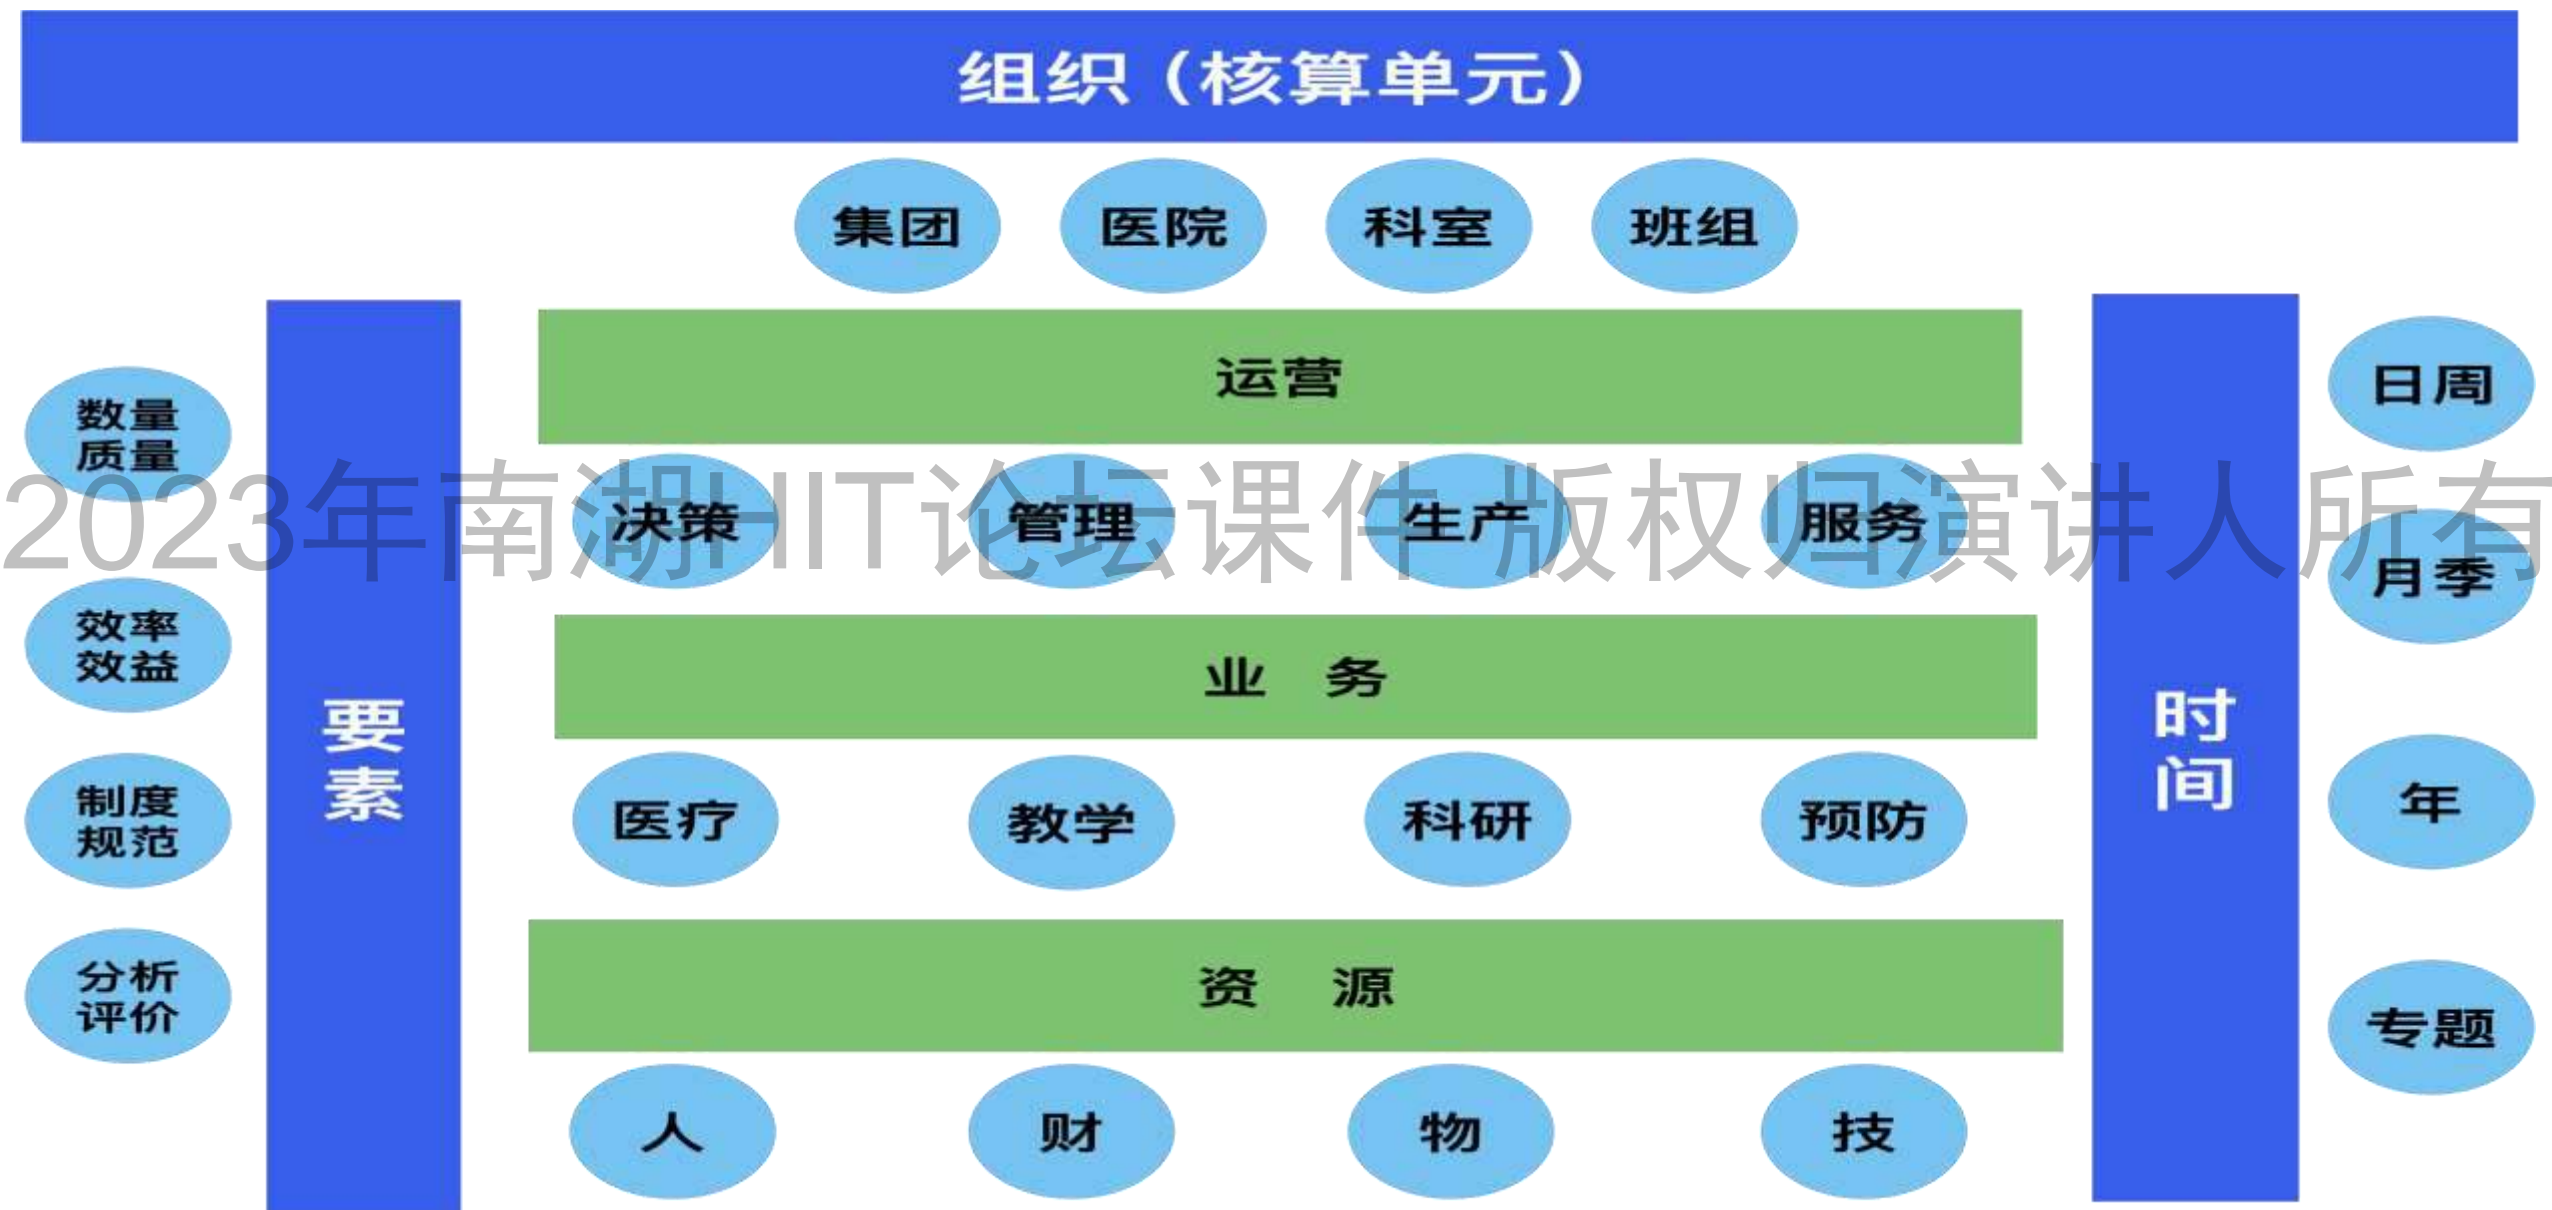 组织（核算单元）
集团
医院
科室
班组
数量
质量
效率
效益
制度
规范
分析
评价
要
素
运营
决策
管理
生产
服务
业 务
医疗
教学
科研
预防
资 源
人
财
物
技
时
间
日周
月季
年
专题
2023年南湖HIT论坛课件 版权归演讲人所有